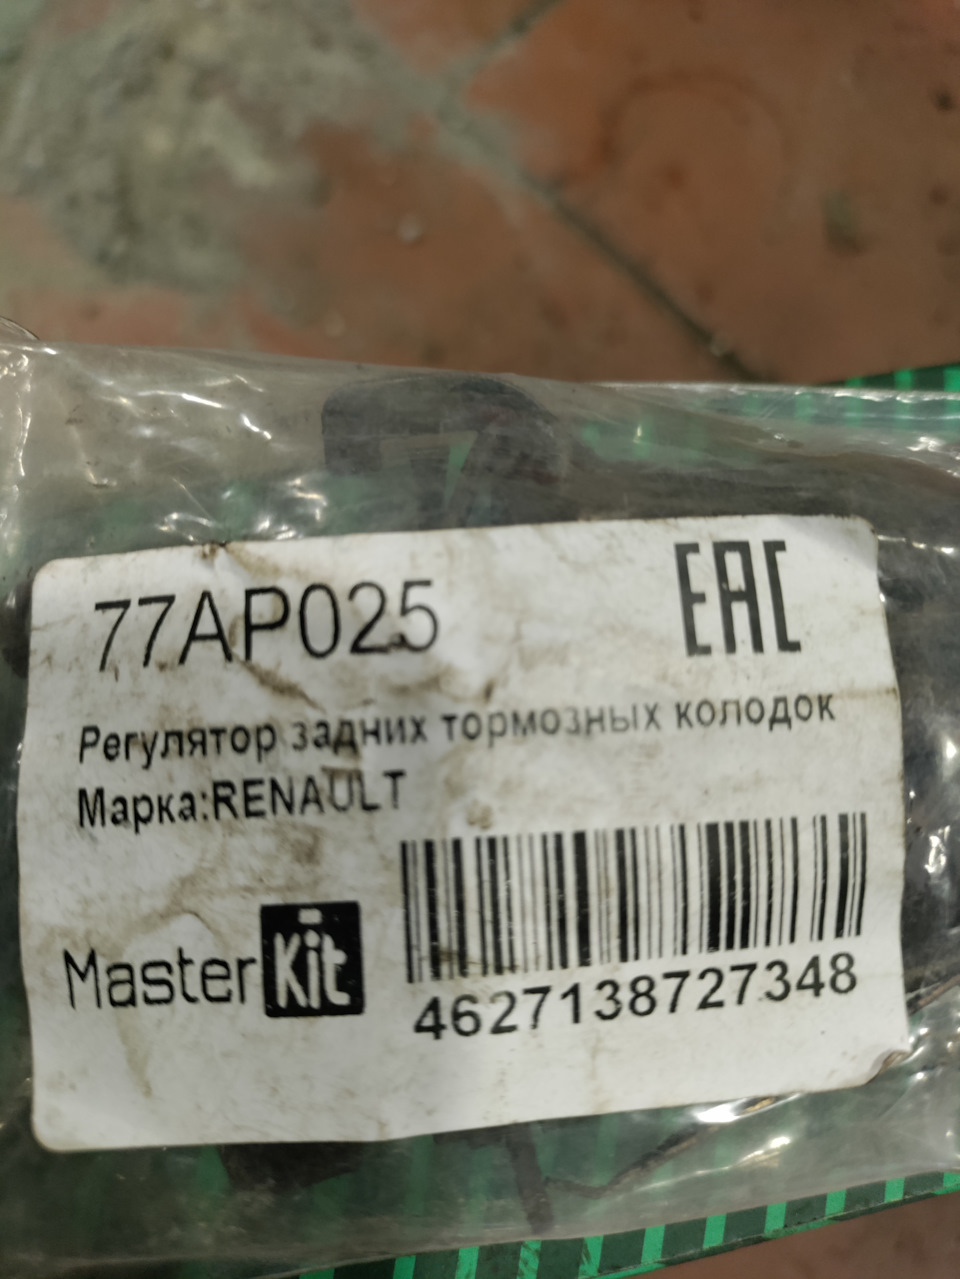 77AP025
EAC
Регулятор задних тормозных колодок
Марка:RENAULT
Master Kit
4627138727348